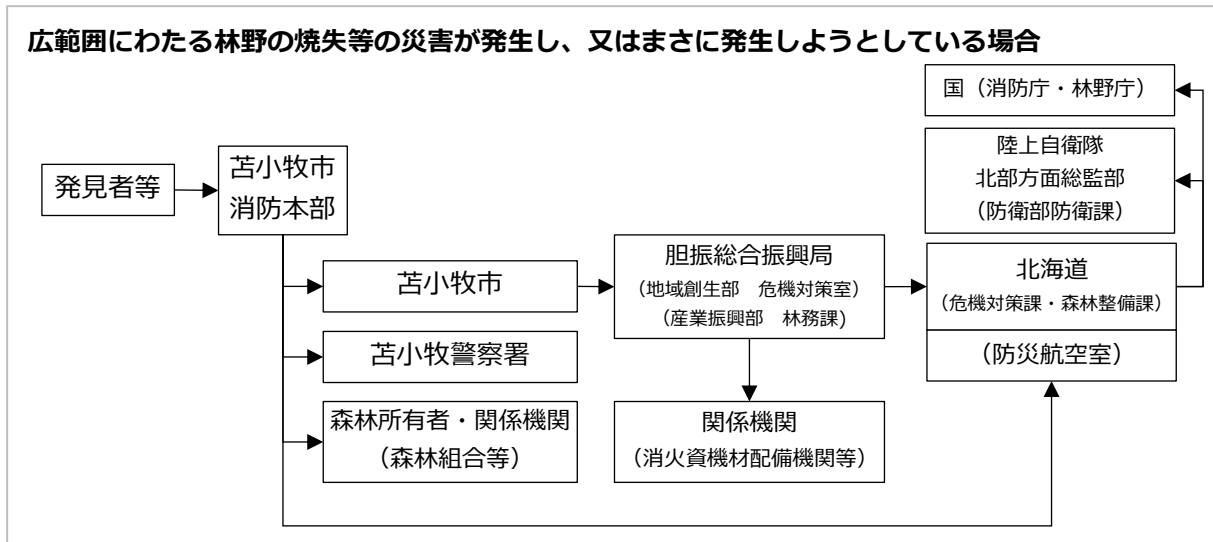 広範囲にわたる林野の焼失等の災害が発生し、又はまさに発生しようとしている場合
発見者等
苫小牧市
消防本部
苫小牧市
苫小牧警察署
森林所有者・関係機関
（森林組合等）
胆振総合振興局
（地域創生部　危機対策室）
（産業振興部　林務課）
関係機関
（消火資機材配備機関等）
国（消防庁・林野庁）
陸上自衛隊
北部方面総監部
（防衛部防衛課）
北海道
（危機対策課・森林整備課）
（防災航空室）